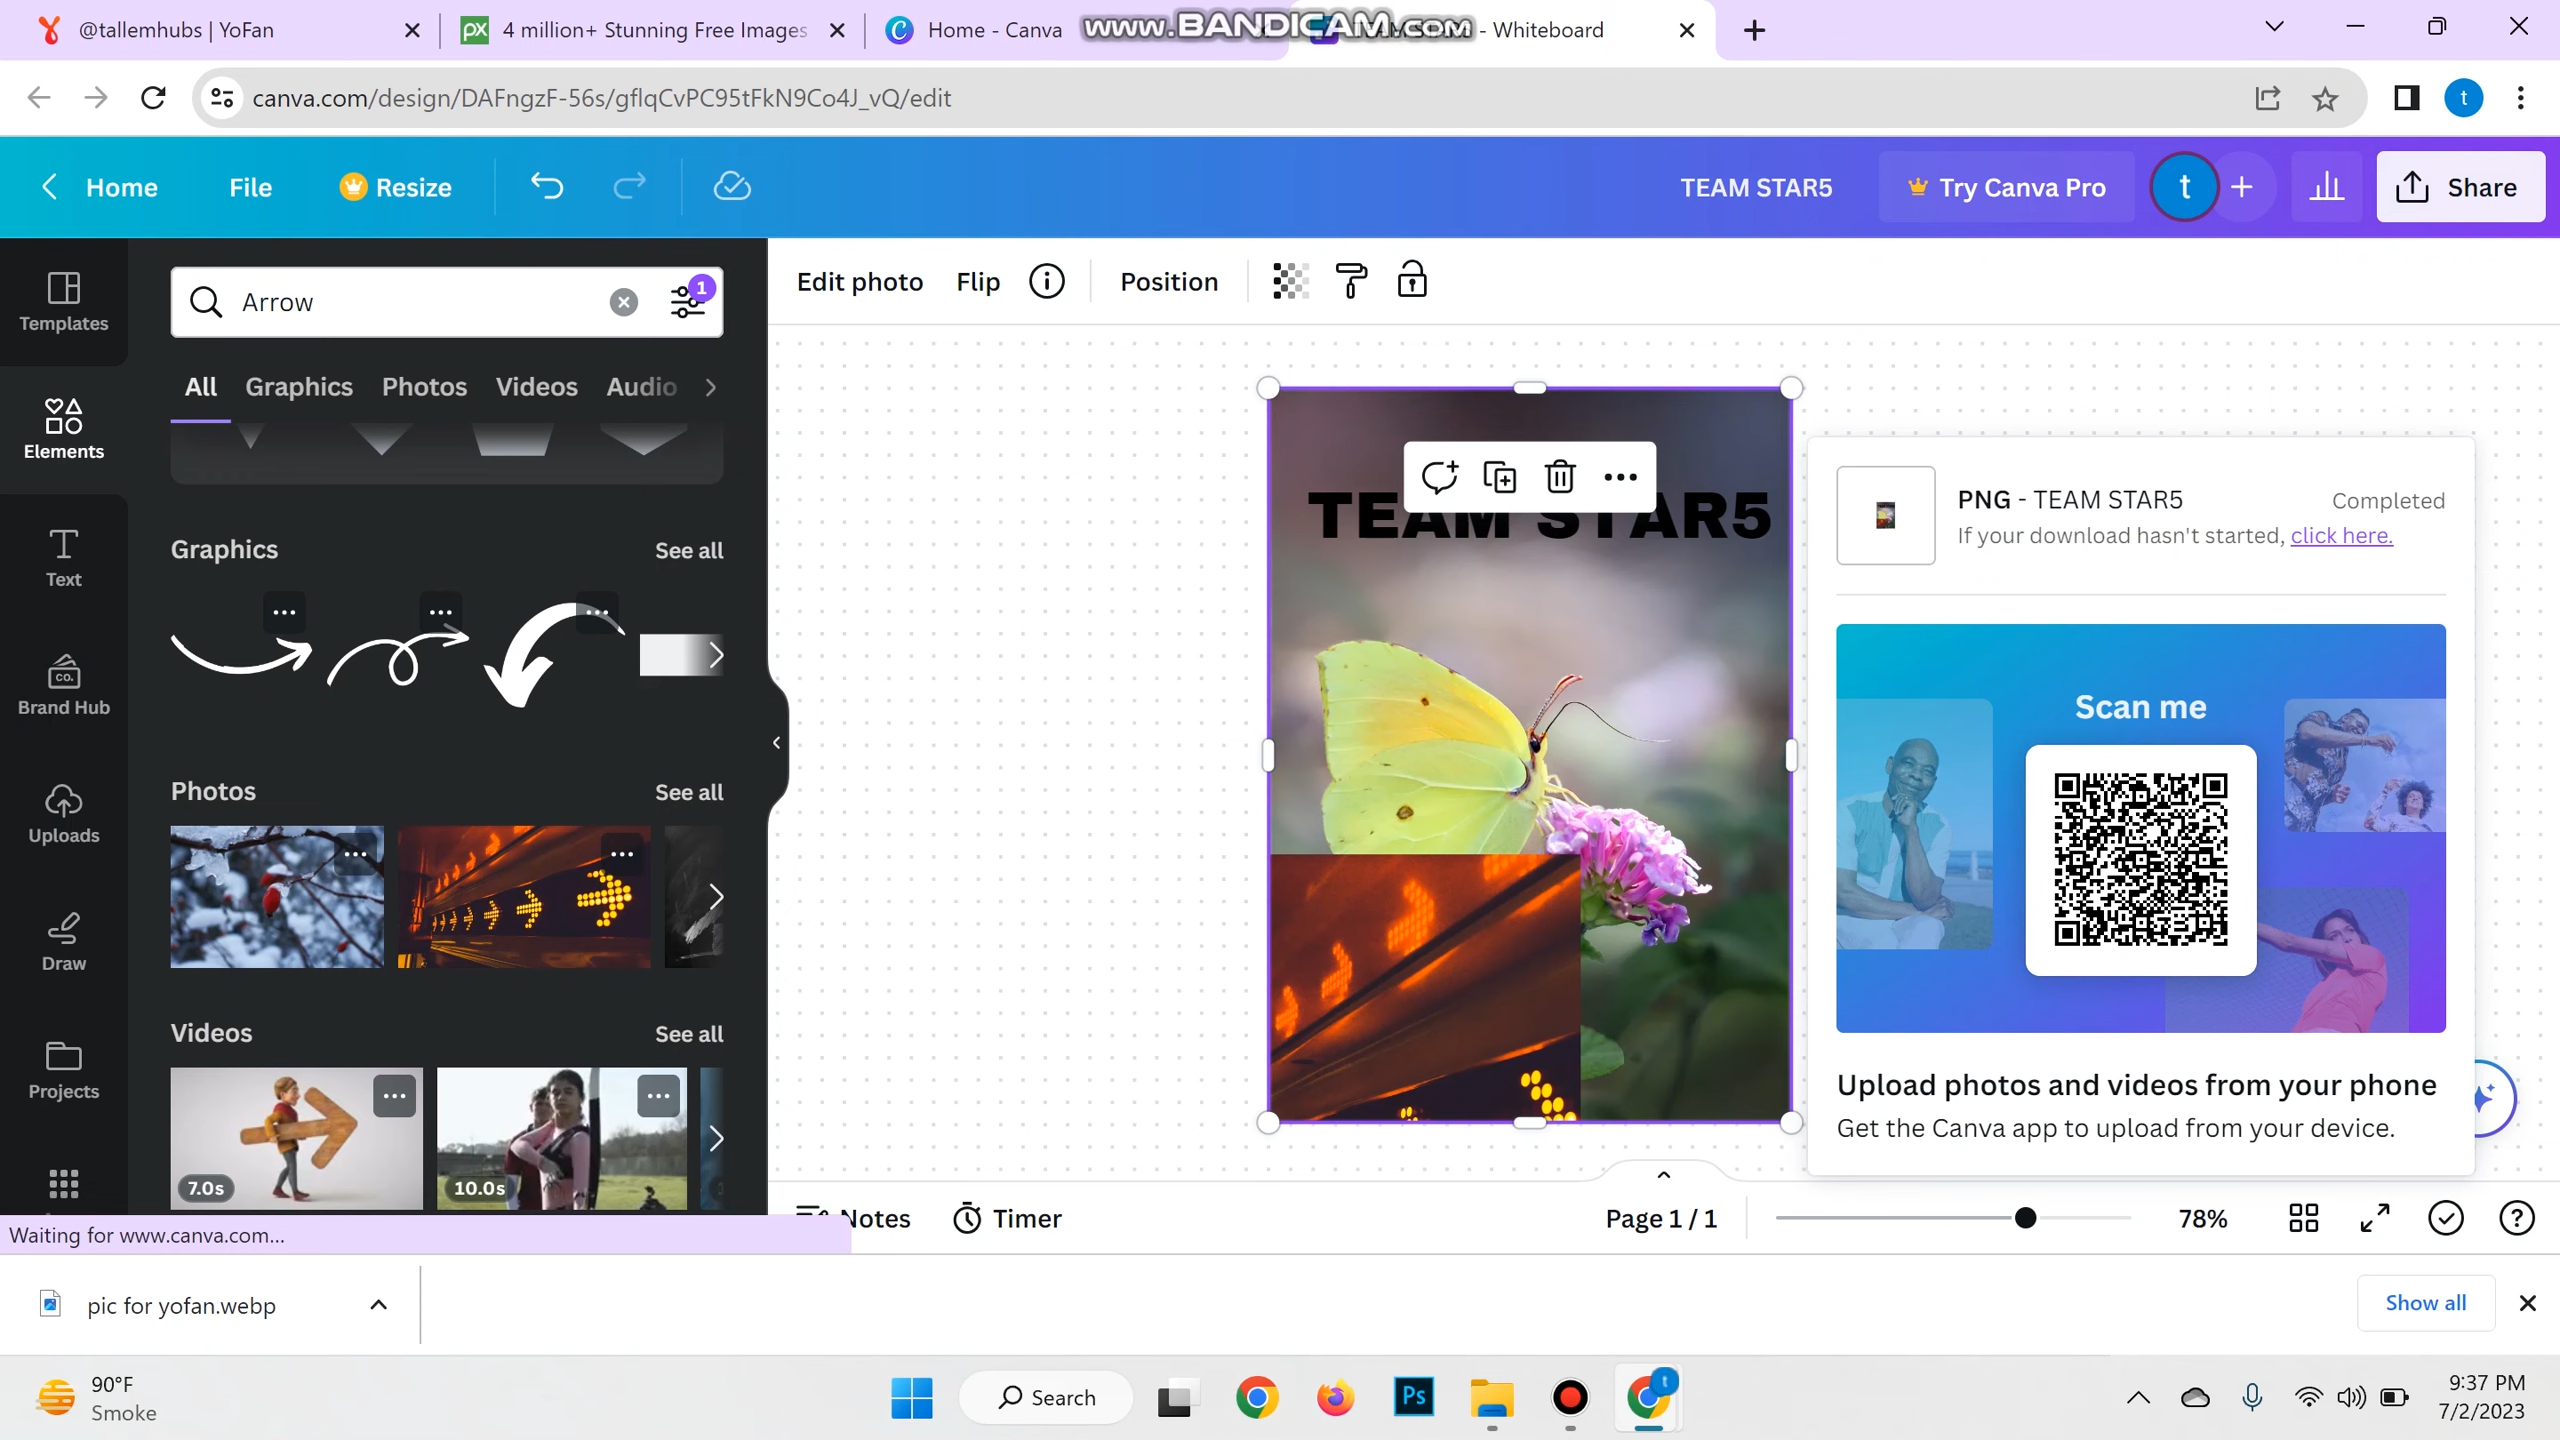 @tallemhubs | YoFan
4 million+ Stunning Free Images
Home - Canva
www.BANDICAM.com
- Whiteboard
canva.com/design/DAFngzF-56s/gflqCvPC95tFkN9Co4J_vQ/edit
t
Home
File
Resize
TEAM STAR5
Try Canva Pro
t
Share
Templates
Elements
Text
Brand Hub
Uploads
Draw
Projects
Arrow
1
All
Graphics
Photos
Videos
Audio
Graphics
See all
Photos
See all
Videos
See all
7.0s
10.0s
Edit photo
Flip
Position
TEAM STAR5
PNG - TEAM STAR5
Completed
If your download hasn't started, click here.
Scan me
Upload photos and videos from your phone
Get the Canva app to upload from your device.
Waiting for www.canva.com...
Notes
Timer
Page 1 / 1
78%
pic for yofan.webp
Show all
90°F
Smoke
Search
Ps
9:37 PM
7/2/2023